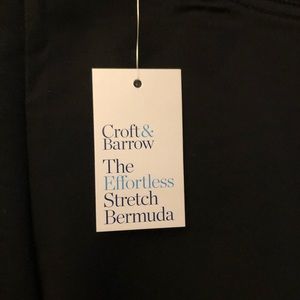 Croft&
Barrow
The
Effortless
Stretch
Bermuda